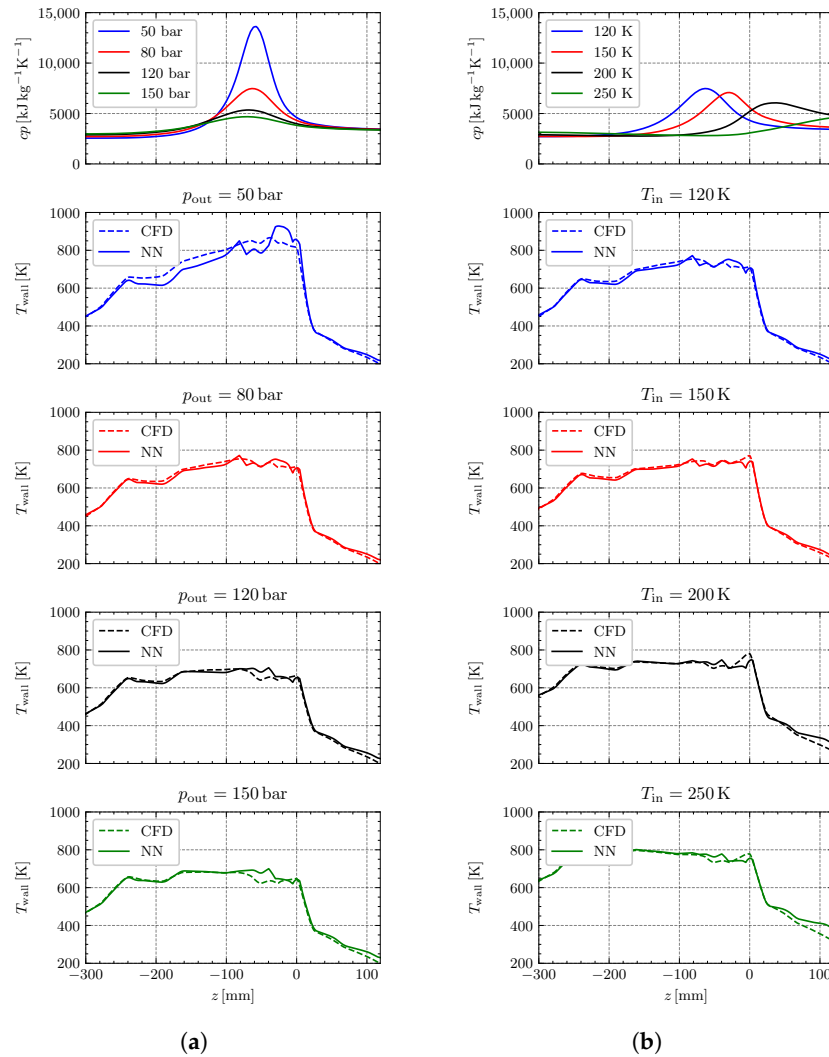 15,000
10,000
5000
0
cp [kJ kg⁻¹K⁻¹]
50 bar
80 bar
120 bar
150 bar
15,000
10,000
5000
0
cp [kJ kg⁻¹K⁻¹]
120 K
150 K
200 K
250 K
p_out = 50 bar
1000
800
600
400
200
T_wall [K]
CFD
NN
T_in = 120 K
1000
800
600
400
200
T_wall [K]
CFD
NN
p_out = 80 bar
1000
800
600
400
200
T_wall [K]
CFD
NN
T_in = 150 K
1000
800
600
400
200
T_wall [K]
CFD
NN
p_out = 120 bar
1000
800
600
400
200
T_wall [K]
CFD
NN
T_in = 200 K
1000
800
600
400
200
T_wall [K]
CFD
NN
p_out = 150 bar
1000
800
600
400
200
T_wall [K]
CFD
NN
−300 −200 −100 0 100
z [mm]
T_in = 250 K
1000
800
600
400
200
T_wall [K]
CFD
NN
−300 −200 −100 0 100
z [mm]
(a)
(b)